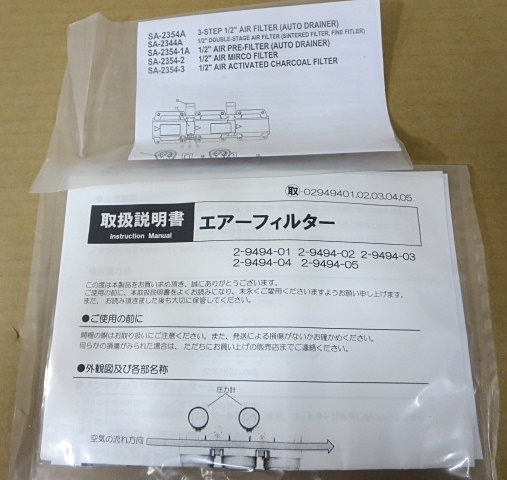 SA-2354A 3-STEP 1/2" AIR FILTER (AUTO DRAINER)
SA-2344A 1/2" DOUBLE-STAGE AIR FILTER (SINTERED FILTER, FINE FITLER)
SA-2354-1A 1/2" AIR PRE-FILTER (AUTO DRAINER)
SA-2354-2 1/2" AIR MIRCO FILTER
SA-2354-3 1/2" AIR ACTIVATED CHARCOAL FILTER
取-02949401,02,03,04,05
取扱説明書 エアーフィルター
Instruction Manual
2-9494-01 2-9494-02 2-9494-03
2-9494-04 2-9494-05
この度は本製品をお買い求め頂き、誠にありがとうございます。
ご使用の前に、本取扱説明書をよくお読みになり、末永くご愛用くださいますようお願い申し上げます。
また、お読み頂きました後も大切に保管してください。
●ご使用の前に
開梱の際はお取り扱いにご注意ください。また、発送による損傷がないかお確かめください。
何らかの損傷がみられた場合は、ただちにお買い上げの販売店までご連絡ください。
●外観図及び各部名称
圧力計
空気の流れ方向